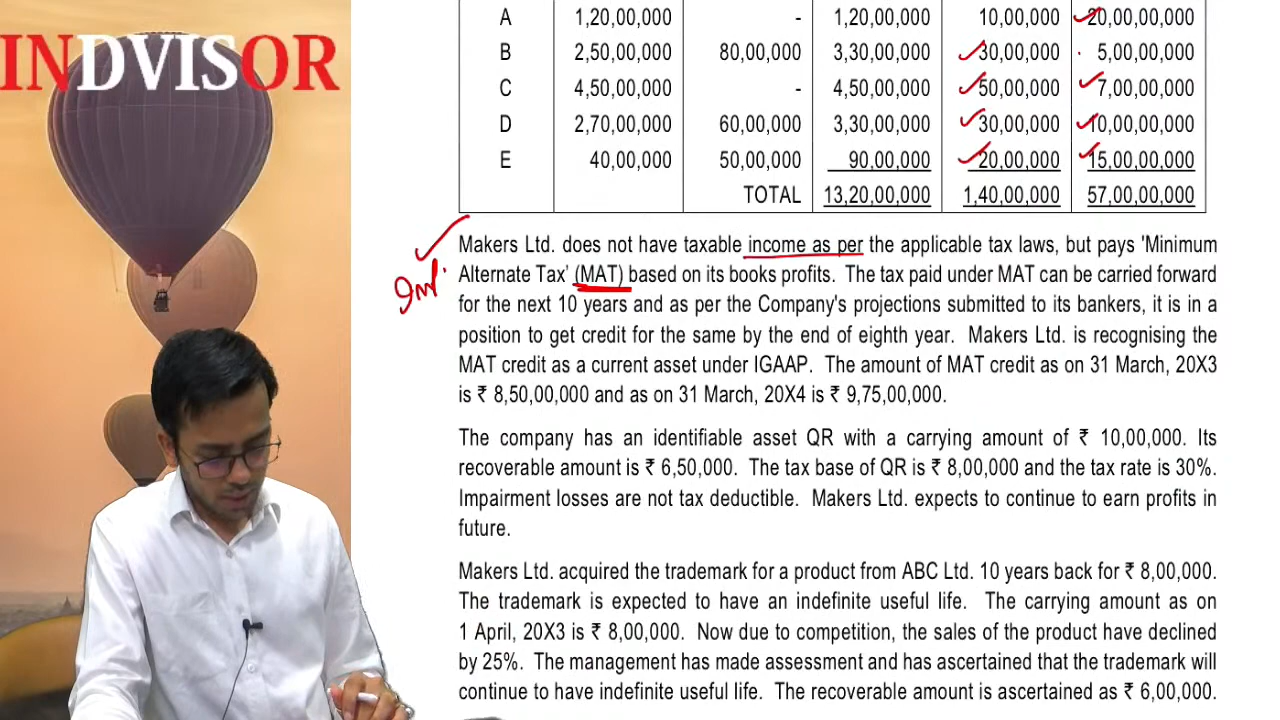 INDVISOR
A 1,20,00,000 - 1,20,00,000 10,00,000 20,00,00,000
B 2,50,00,000 80,00,000 3,30,00,000 30,00,000 5,00,00,000
C 4,50,00,000 - 4,50,00,000 50,00,000 7,00,00,000
D 2,70,00,000 60,00,000 3,30,00,000 30,00,000 10,00,00,000
E 40,00,000 50,00,000 90,00,000 20,00,000 15,00,00,000
TOTAL 13,20,00,000 1,40,00,000 57,00,00,000
Makers Ltd. does not have taxable income as per the applicable tax laws, but pays 'Minimum
Alternate Tax' (MAT) based on its books profits. The tax paid under MAT can be carried forward
Imp.
for the next 10 years and as per the Company's projections submitted to its bankers, it is in a
position to get credit for the same by the end of eighth year. Makers Ltd. is recognising the
MAT credit as a current asset under IGAAP. The amount of MAT credit as on 31 March, 20X3
is ₹ 8,50,00,000 and as on 31 March, 20X4 is ₹ 9,75,00,000.
The company has an identifiable asset QR with a carrying amount of ₹ 10,00,000. Its
recoverable amount is ₹ 6,50,000. The tax base of QR is ₹ 8,00,000 and the tax rate is 30%.
Impairment losses are not tax deductible. Makers Ltd. expects to continue to earn profits in
future.
Makers Ltd. acquired the trademark for a product from ABC Ltd. 10 years back for ₹ 8,00,000.
The trademark is expected to have an indefinite useful life. The carrying amount as on
1 April, 20X3 is ₹ 8,00,000. Now due to competition, the sales of the product have declined
by 25%. The management has made assessment and has ascertained that the trademark will
continue to have indefinite useful life. The recoverable amount is ascertained as ₹ 6,00,000.